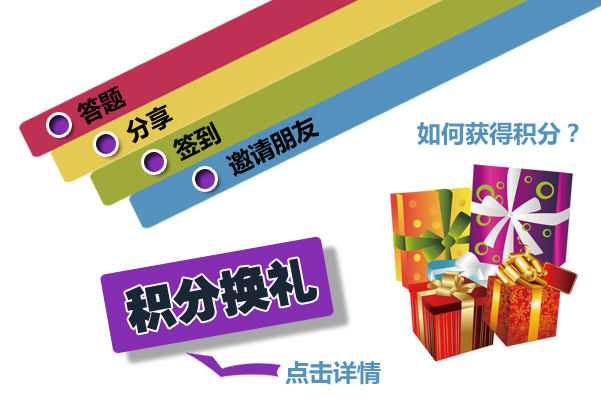 答题
分享
签到
邀请朋友
如何获得积分？
积分换礼
点击详情